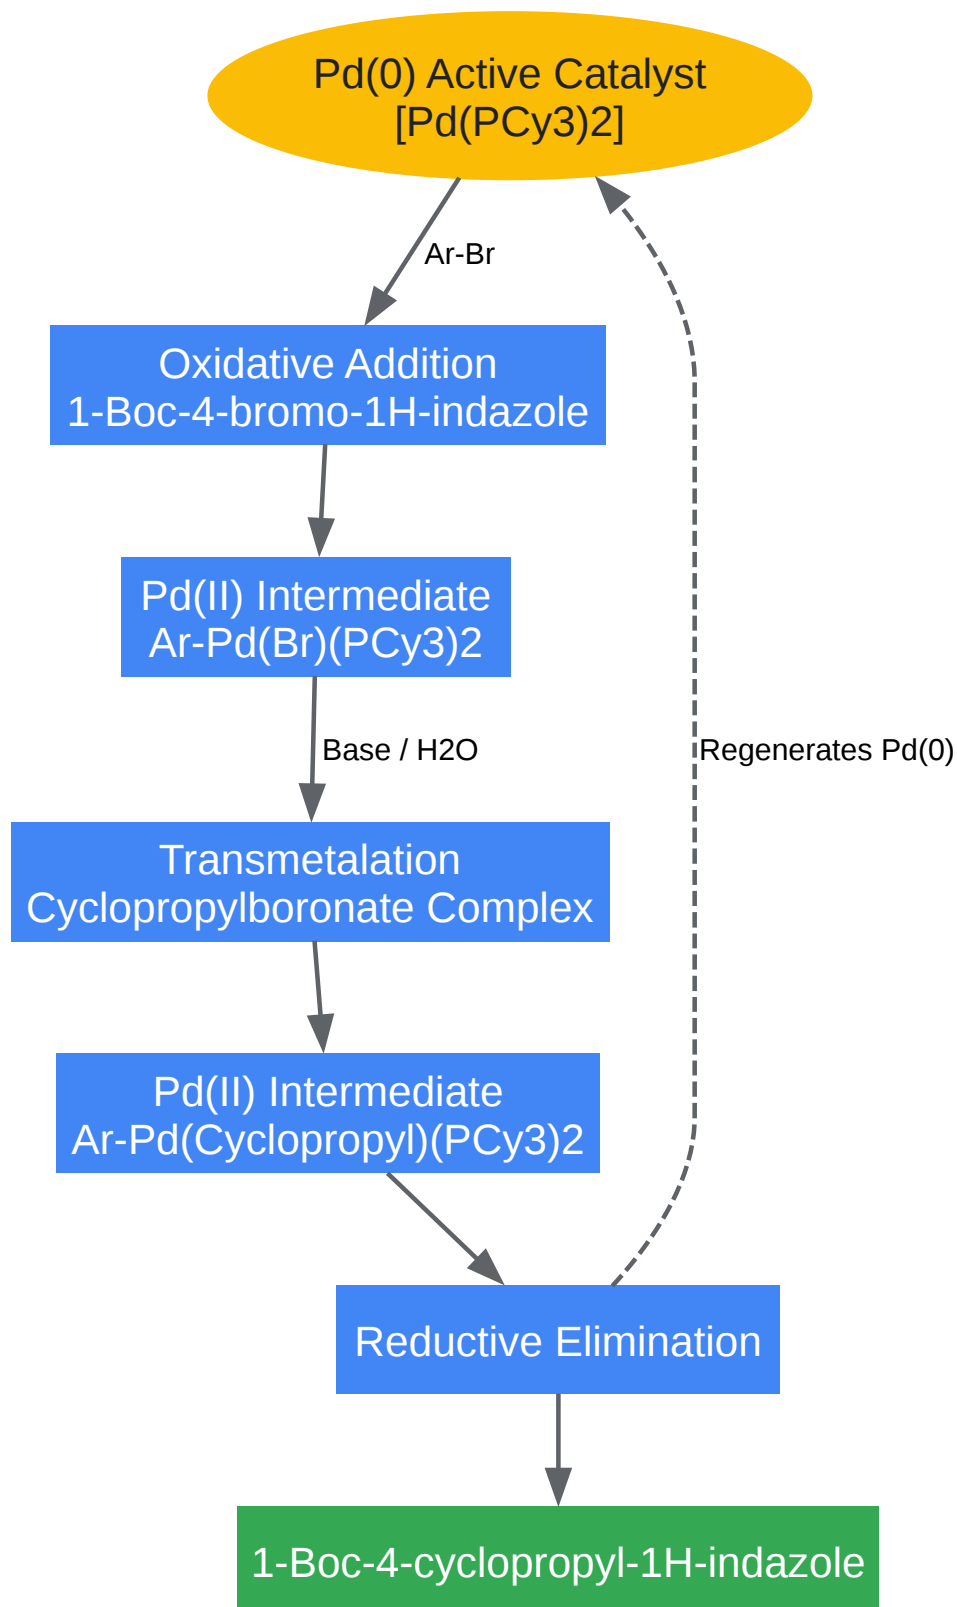 Pd(0) Active Catalyst
[Pd(PCy3)2]
Ar-Br
Oxidative Addition
1-Boc-4-bromo-1H-indazole
Pd(II) Intermediate
Ar-Pd(Br)(PCy3)2
Base / H2O
Regenerates Pd(0)
Transmetalation
Cyclopropylboronate Complex
Pd(II) Intermediate
Ar-Pd(Cyclopropyl)(PCy3)2
Reductive Elimination
1-Boc-4-cyclopropyl-1H-indazole